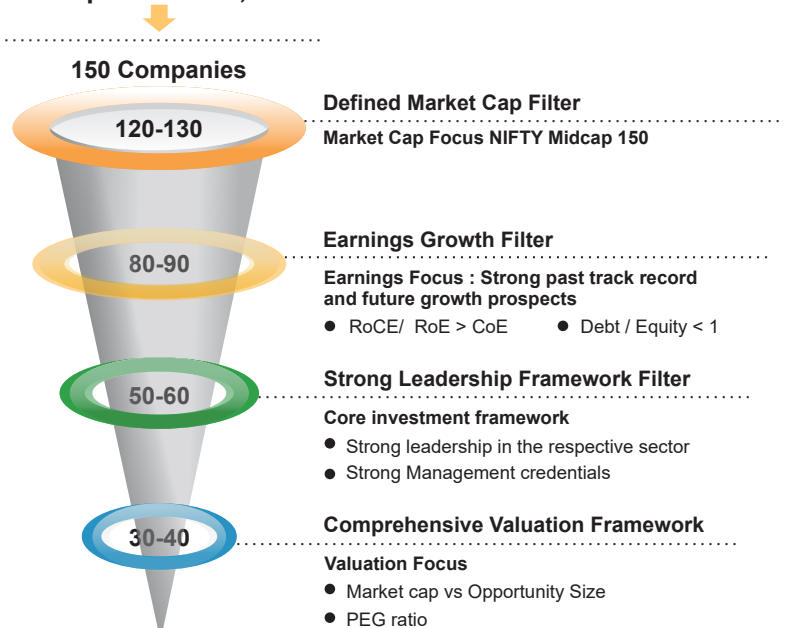 150 Companies
120-130
Defined Market Cap Filter
Market Cap Focus NIFTY Midcap 150
80-90
Earnings Growth Filter
Earnings Focus : Strong past track record
and future growth prospects
● RoCE/ RoE > CoE ● Debt / Equity < 1
50-60
Strong Leadership Framework Filter
Core investment framework
● Strong leadership in the respective sector
● Strong Management credentials
30-40
Comprehensive Valuation Framework
Valuation Focus
● Market cap vs Opportunity Size
● PEG ratio